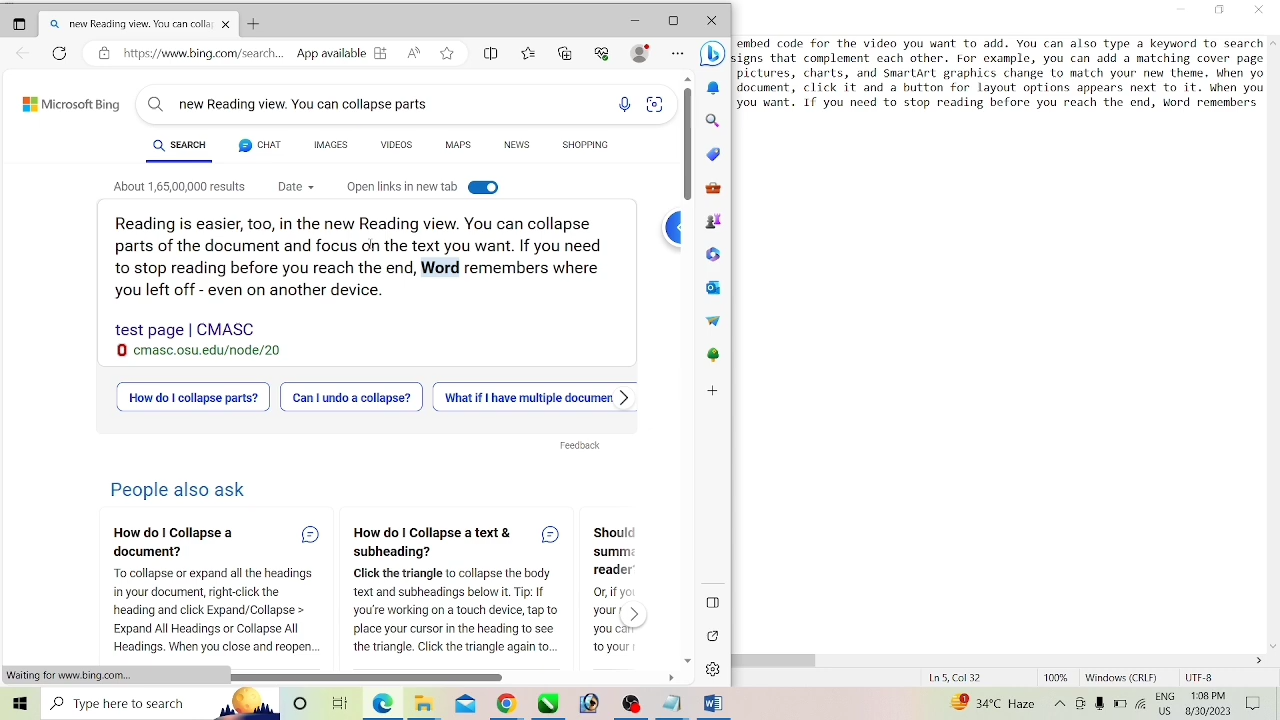 new Reading view. You can colla
https://www.bing.com/search...
App available
Microsoft Bing
new Reading view. You can collapse parts
SEARCH
CHAT
IMAGES
VIDEOS
MAPS
NEWS
SHOPPING
About 1,65,00,000 results
Date
Open links in new tab
Reading is easier, too, in the new Reading view. You can collapse
parts of the document and focus on the text you want. If you need
to stop reading before you reach the end, Word remembers where
you left off - even on another device.
test page | CMASC
cmasc.osu.edu/node/20
How do I collapse parts?
Can I undo a collapse?
What if I have multiple documen
Feedback
People also ask
How do I Collapse a
document?
To collapse or expand all the headings
in your document, right-click the
heading and click Expand/Collapse >
Expand All Headings or Collapse All
Headings. When you close and reopen...
How do I Collapse a text &
subheading?
Click the triangle to collapse the body
text and subheadings below it. Tip: If
you're working on a touch device, tap to
place your cursor in the heading to see
the triangle. Click the triangle again to...
Should
summa
reader
Or, if you
your
you can
to your
Waiting for www.bing.com...
embed code for the video you want to add. You can also type a keyword to search
signs that complement each other. For example, you can add a matching cover page
pictures, charts, and SmartArt graphics change to match your new theme. When yo
document, click it and a button for layout options appears next to it. When you
you want. If you need to stop reading before you reach the end, Word remembers
Ln 5, Col 32
100%
Windows (CRLF)
UTF-8
Type here to search
34°C Haze
ENG
US
1:08 PM
8/30/2023